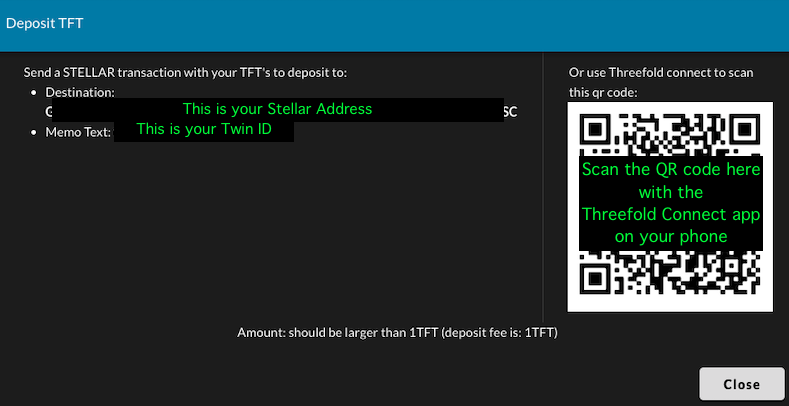 Deposit TFT
Send a STELLAR transaction with your TFT's to deposit to:
• Destination:
G This is your Stellar Address SC
• Memo Text: This is your Twin ID
Or use Threefold connect to scan
this qr code:
Scan the QR code here
with the
Threefold Connect app
on your phone
Amount: should be larger than 1TFT (deposit fee is: 1TFT)
Close